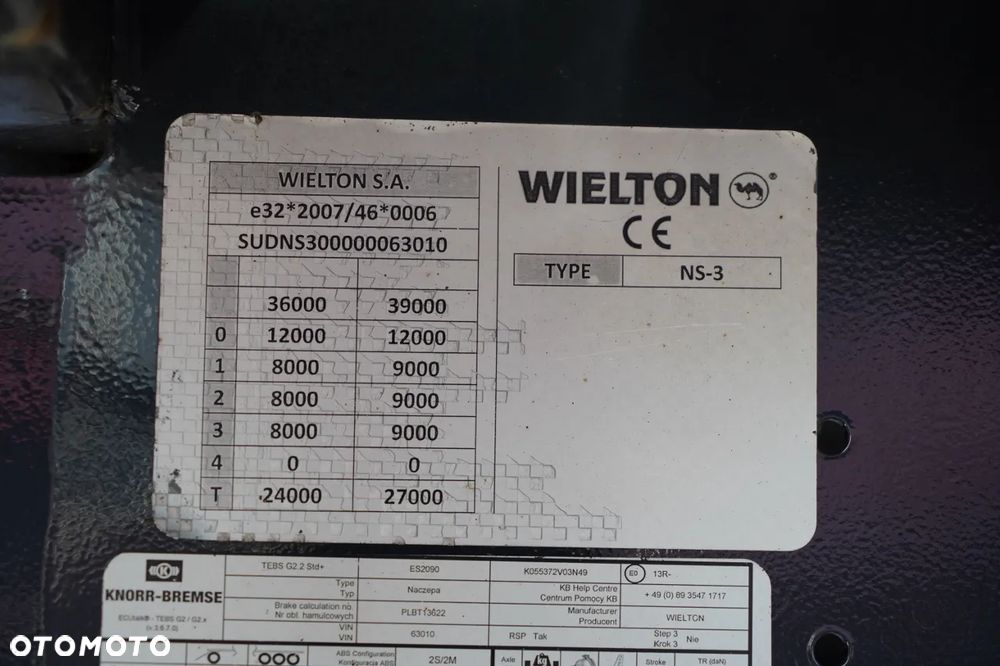 WIELTON S.A.
e32*2007/46*0006
SUDNS300000063010
36000 39000
0 12000 12000
1 8000 9000
2 8000 9000
3 8000 9000
4 0 0
T 24000 27000
WIELTON
CE
TYPE NS-3
KNORR-BREMSE
TEBS G2.2 Std+ ES2090 K055372V03N49 E0 13R-
Type Naczepa KB Help Centre + 49 (0) 89 3547 1717
Typ Centrum Pomocy KB
Brake calculation no. PLBT13622 Manufacturer WIELTON
Nr obl. hamulcowych Producent
VIN 63010 RSP Tak Step 3 Nie
VIN Krok 3
ABS Configuration 2S/2M Axle Stroke TR (daN)
Konfiguracja ABS
OTOMOTO